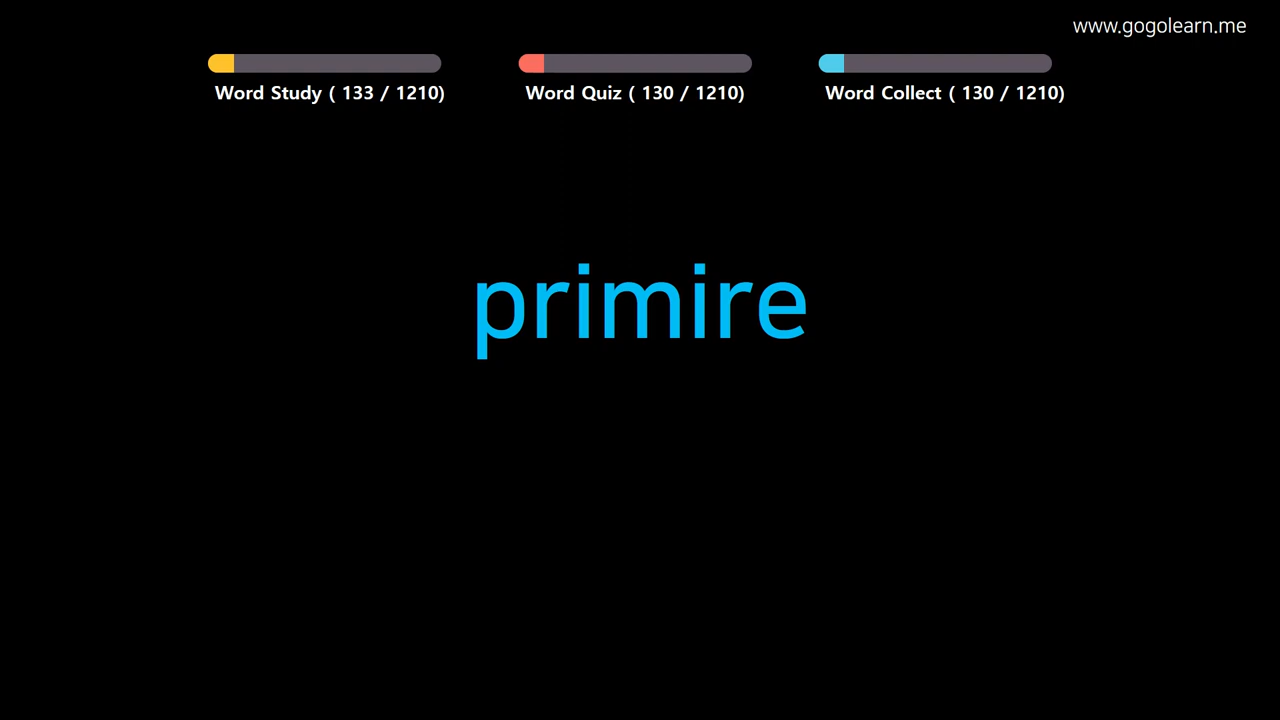 www.gogolearn.me
Word Study ( 133 / 1210)
Word Quiz ( 130 / 1210)
Word Collect ( 130 / 1210)
primire